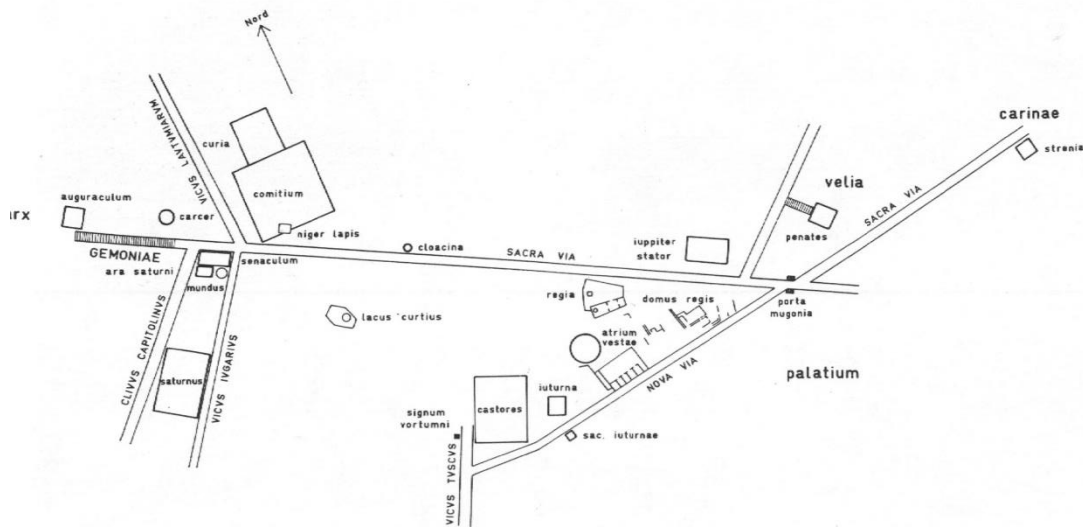 Nord
carinae
strenia
VICVS LAVTVMIARVM
curia
comitium
velia
SACRA VIA
auguraculum
rx
carcer
niger lapis
penates
cloacina
SACRA VIA
iuppiter
stator
GEMONIAE
senaculum
ara saturni
mundus
regia
domus regis
porta
mugonia
lacus curtius
atrium
vestae
CLIVVS CAPITOLINVS
saturnus
VICVS IVGARIVS
NOVA VIA
palatium
iuturna
castores
signum
vortumni
sac. iuturnae
VICVS TVSCVS